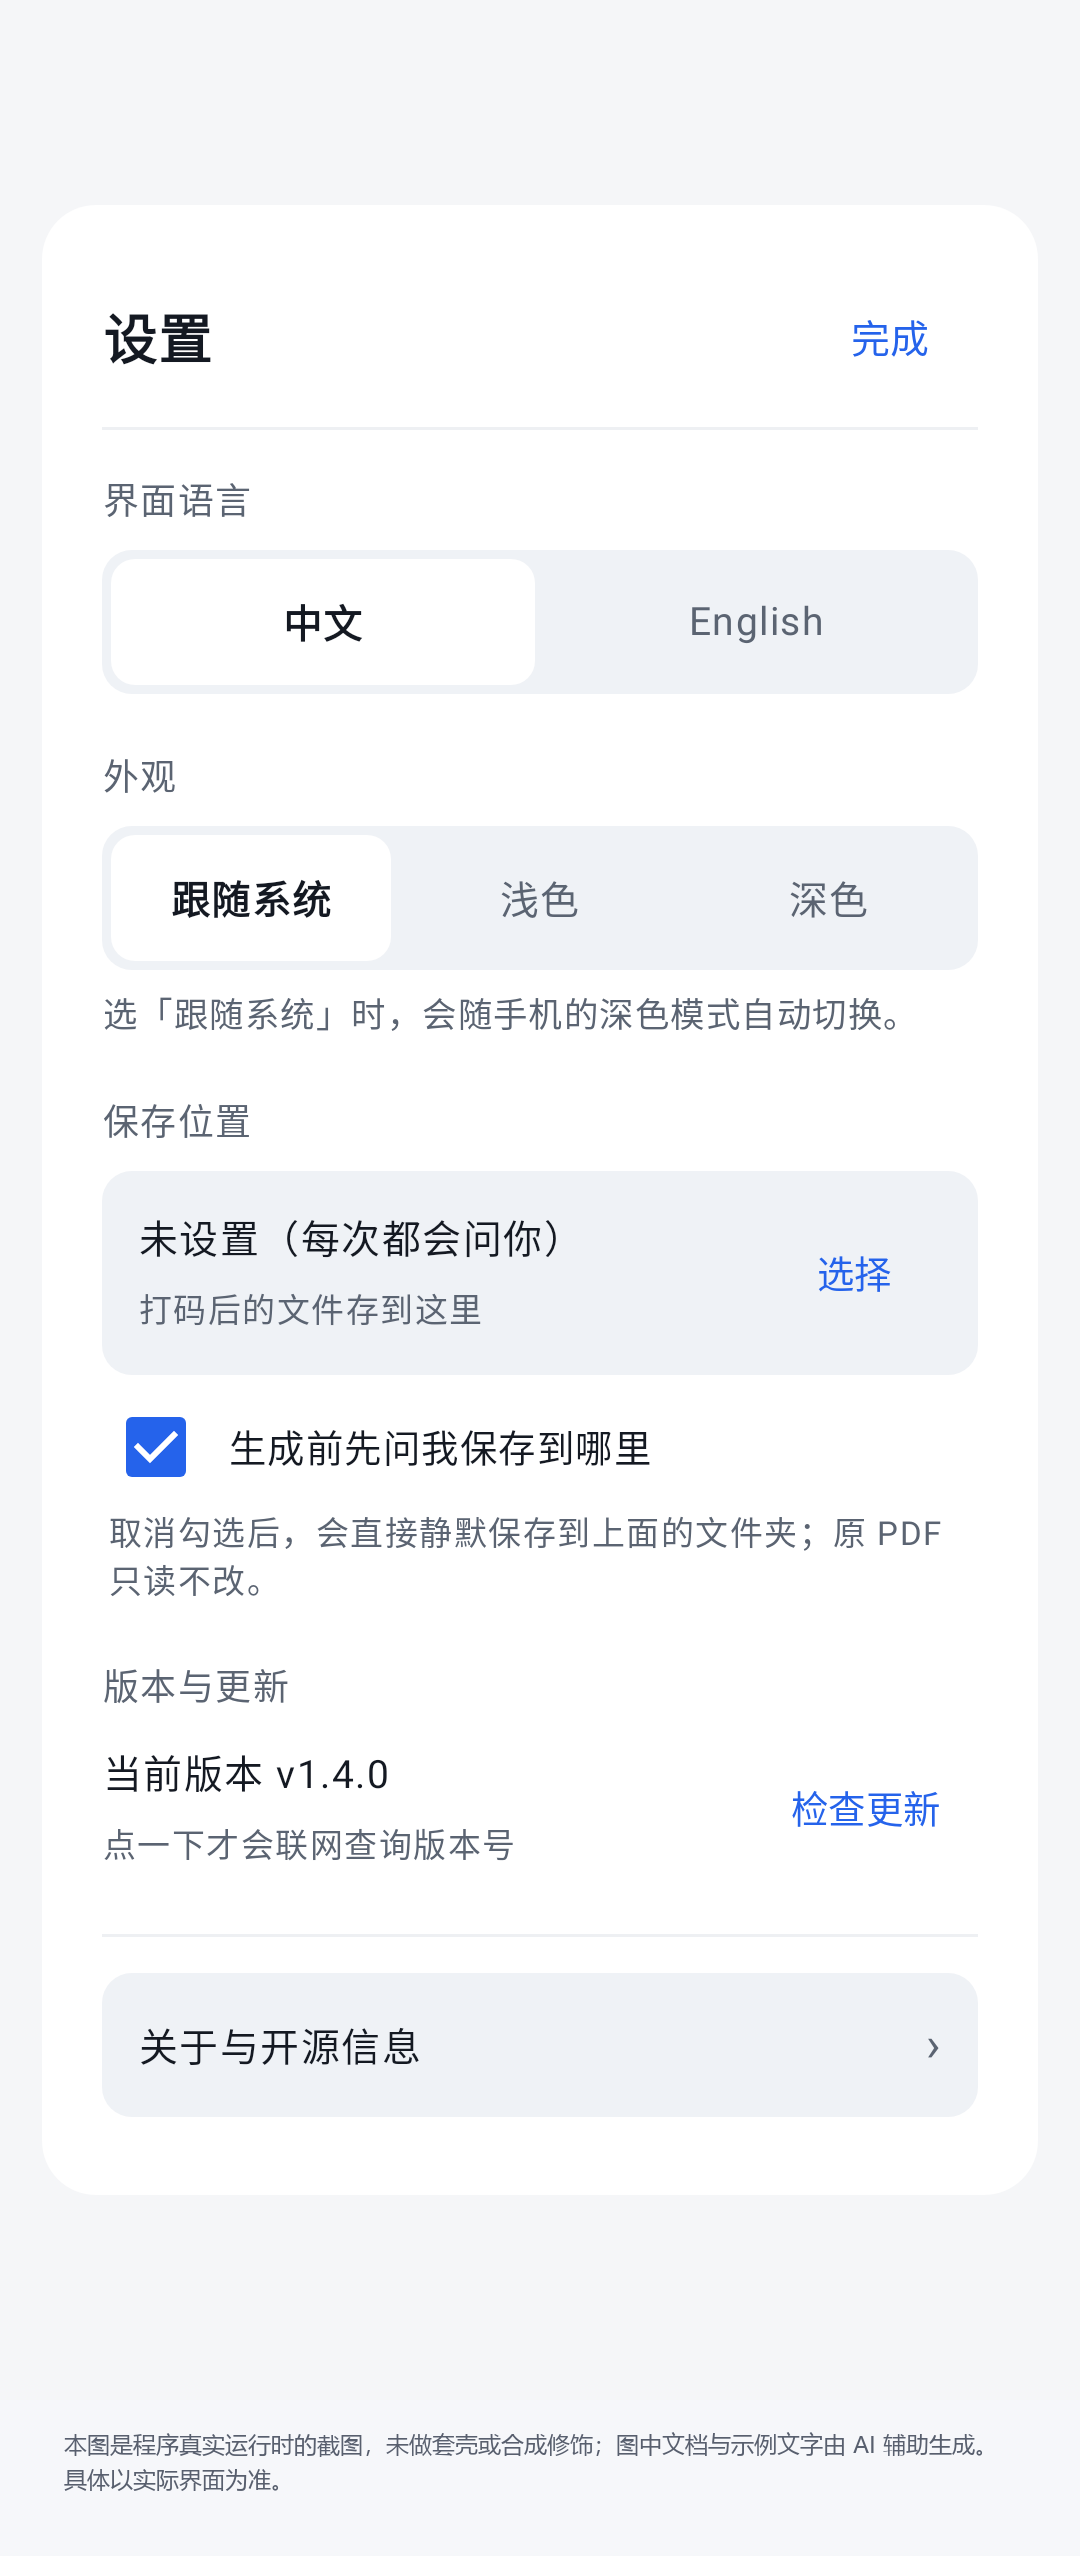 设置
完成
界面语言
中文
English
外观
跟随系统
浅色
深色
选「跟随系统」时，会随手机的深色模式自动切换。
保存位置
未设置（每次都会问你）
打码后的文件存到这里
选择
生成前先问我保存到哪里
取消勾选后，会直接静默保存到上面的文件夹；原 PDF
只读不改。
版本与更新
当前版本 v1.4.0
点一下才会联网查询版本号
检查更新
关于与开源信息
›
本图是程序真实运行时的截图，未做套壳或合成修饰；图中文档与示例文字由 AI 辅助生成。
具体以实际界面为准。